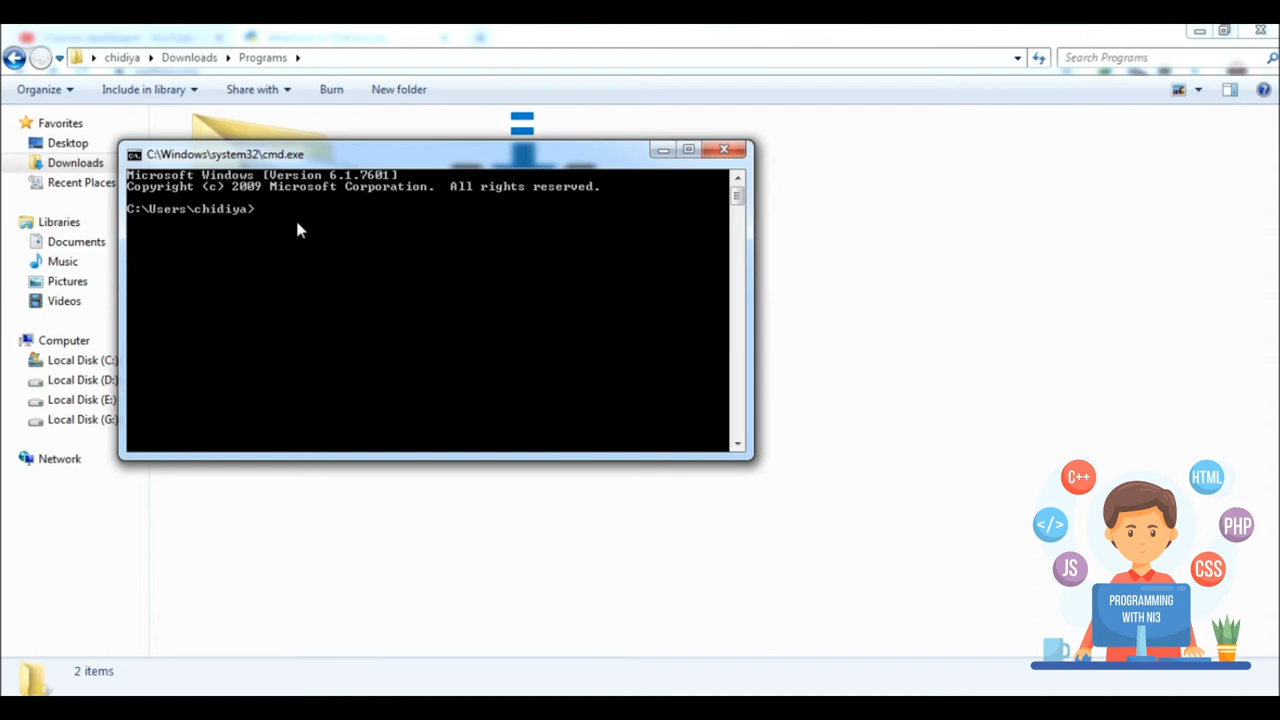 chidiya Downloads Programs
Search Programs
Organize Include in library Share with Burn New folder
Favorites
Desktop
Downloads
Recent Places
Libraries
Documents
Music
Pictures
Videos
Computer
Local Disk (C:)
Local Disk (D:)
Local Disk (E:)
Local Disk (G:)
Network
C:\Windows\system32\cmd.exe
Microsoft Windows [Version 6.1.7601]
Copyright (c) 2009 Microsoft Corporation. All rights reserved.
C:\Users\chidiya>
C++
HTML
</>
PHP
JS
CSS
PROGRAMMING
WITH NI3
2 items